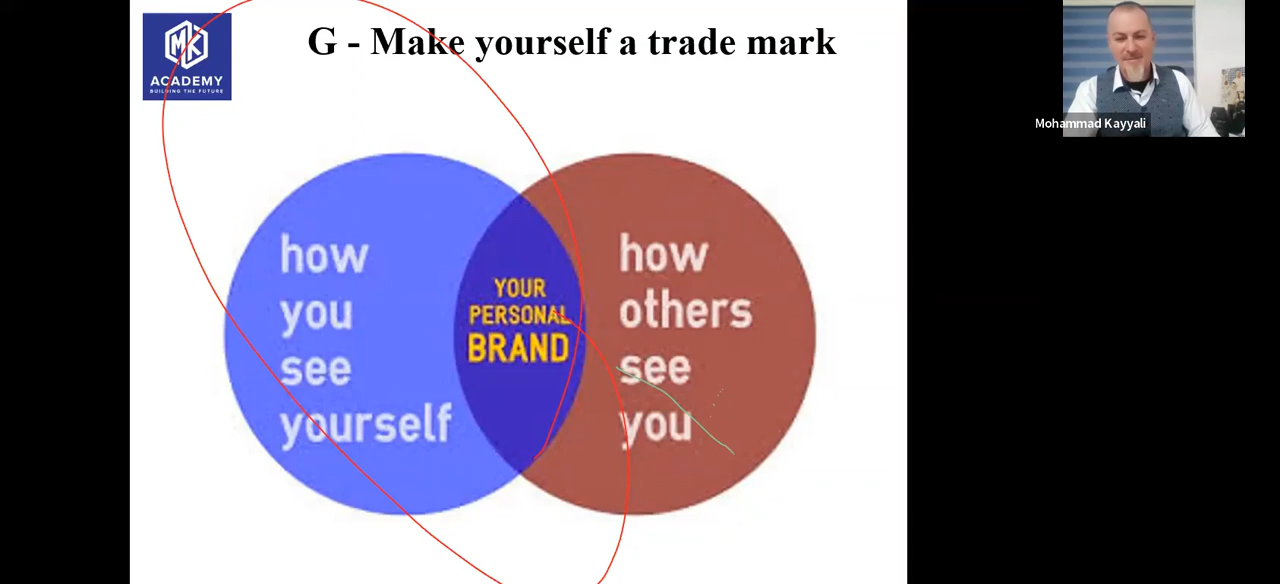 MK
ACADEMY
BUILDING THE FUTURE
G - Make yourself a trade mark
Mohammad Kayyali
how
you
see
yourself
YOUR
PERSONAL
BRAND
how
others
see
you